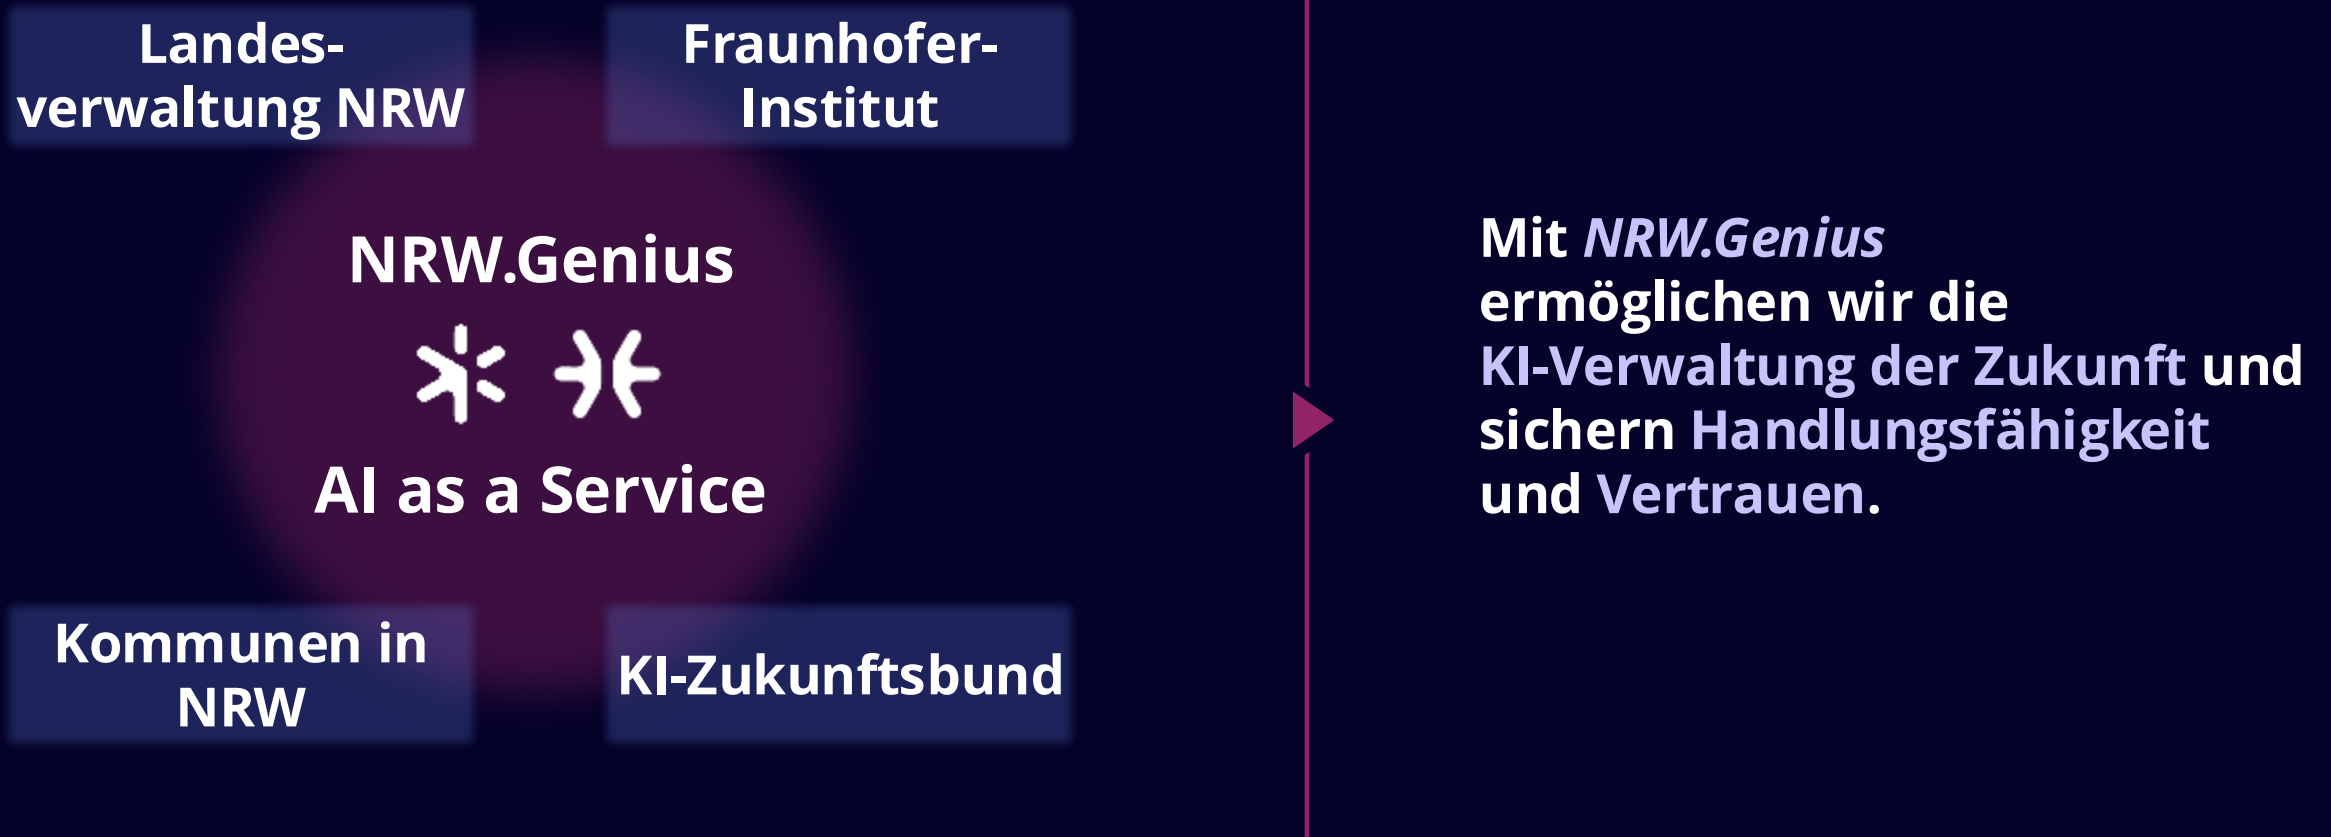 Landes-
verwaltung NRW
Fraunhofer-
Institut
NRW.Genius
AI as a Service
Kommunen in
NRW
KI-Zukunftsbund
Mit NRW.Genius
ermöglichen wir die
KI-Verwaltung der Zukunft und
sichern Handlungsfähigkeit
und Vertrauen.